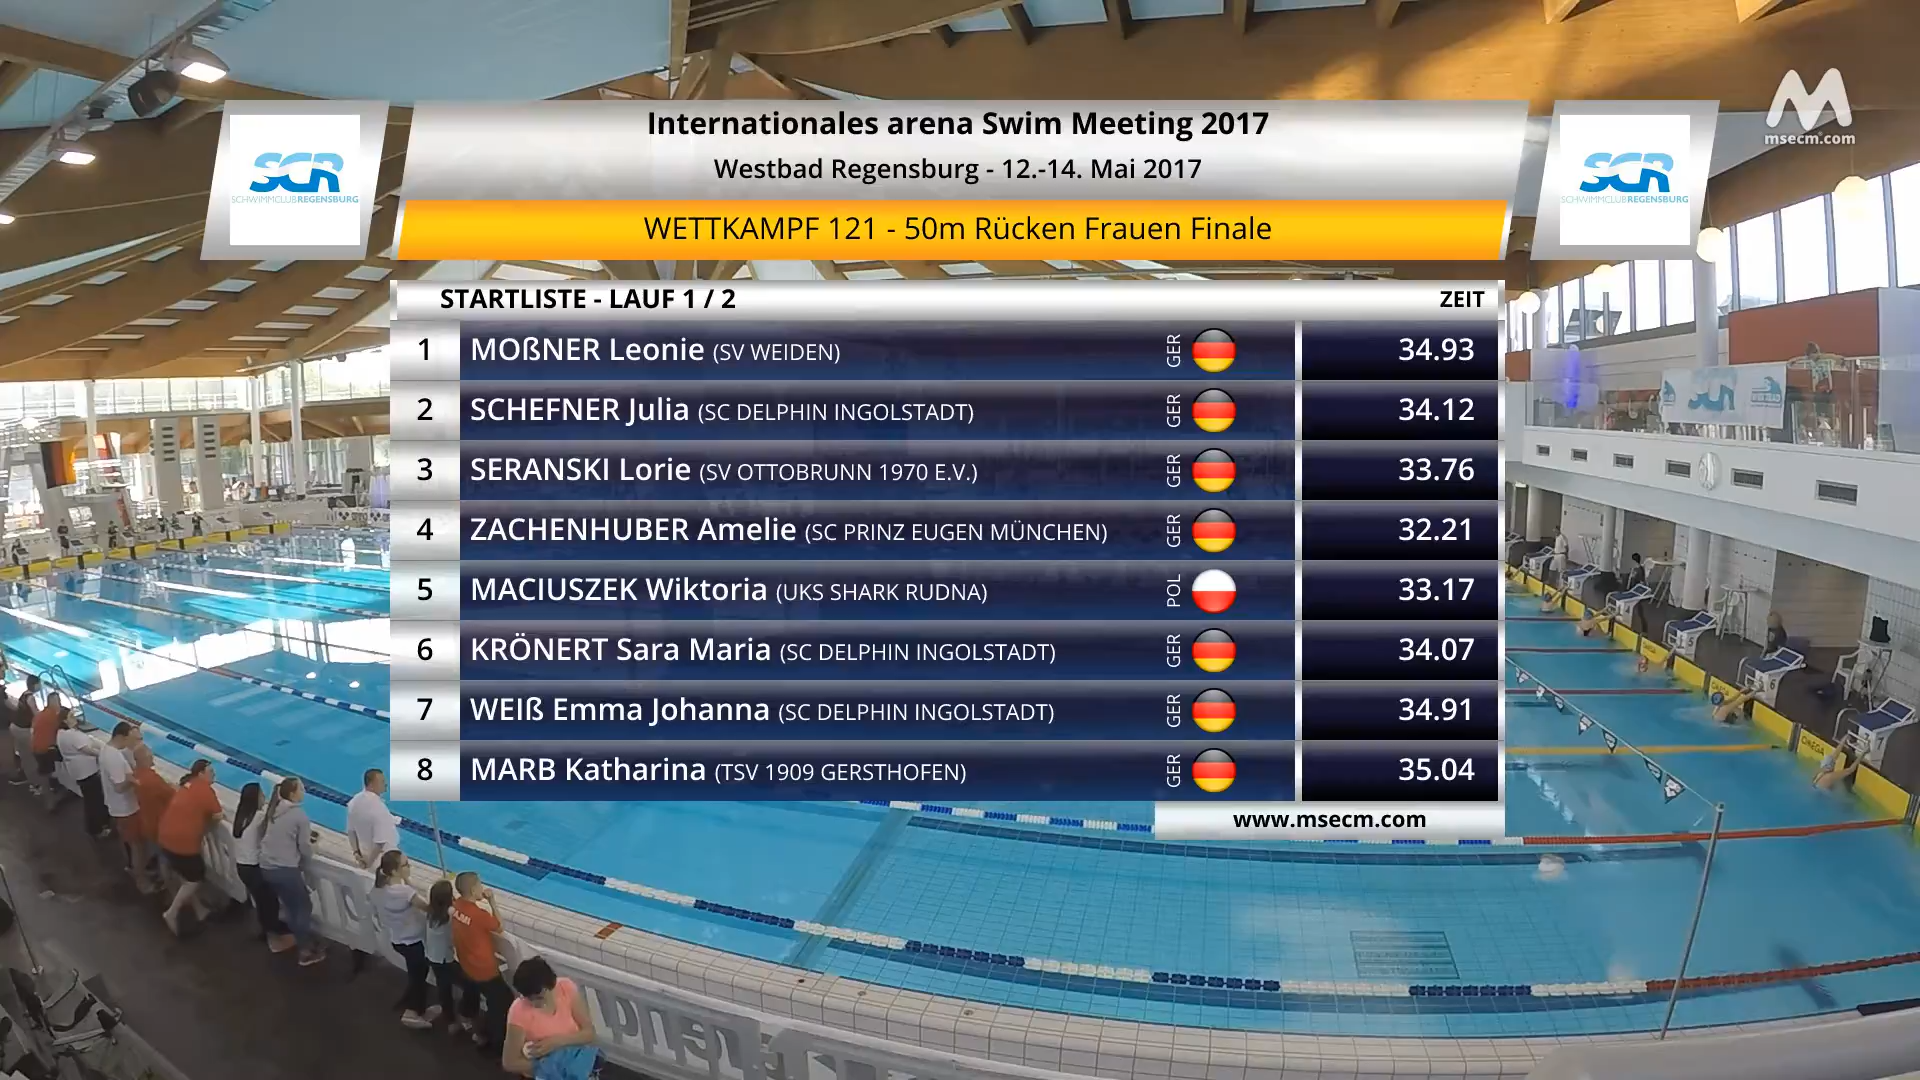 msecm.com
SCR
SCHWIMMCLUBREGENSBURG
Internationales arena Swim Meeting 2017
Westbad Regensburg - 12.-14. Mai 2017
SCR
SCHWIMMCLUBREGENSBURG
WETTKAMPF 121 - 50m Rücken Frauen Finale
STARTLISTE - LAUF 1 / 2 ZEIT
1 MOßNER Leonie (SV WEIDEN) GER 34.93
2 SCHEFNER Julia (SC DELPHIN INGOLSTADT) GER 34.12
3 SERANSKI Lorie (SV OTTOBRUNN 1970 E.V.) GER 33.76
4 ZACHENHUBER Amelie (SC PRINZ EUGEN MÜNCHEN) GER 32.21
5 MACIUSZEK Wiktoria (UKS SHARK RUDNA) POL 33.17
6 KRÖNERT Sara Maria (SC DELPHIN INGOLSTADT) GER 34.07
7 WEIß Emma Johanna (SC DELPHIN INGOLSTADT) GER 34.91
8 MARB Katharina (TSV 1909 GERSTHOFEN) GER 35.04
www.msecm.com